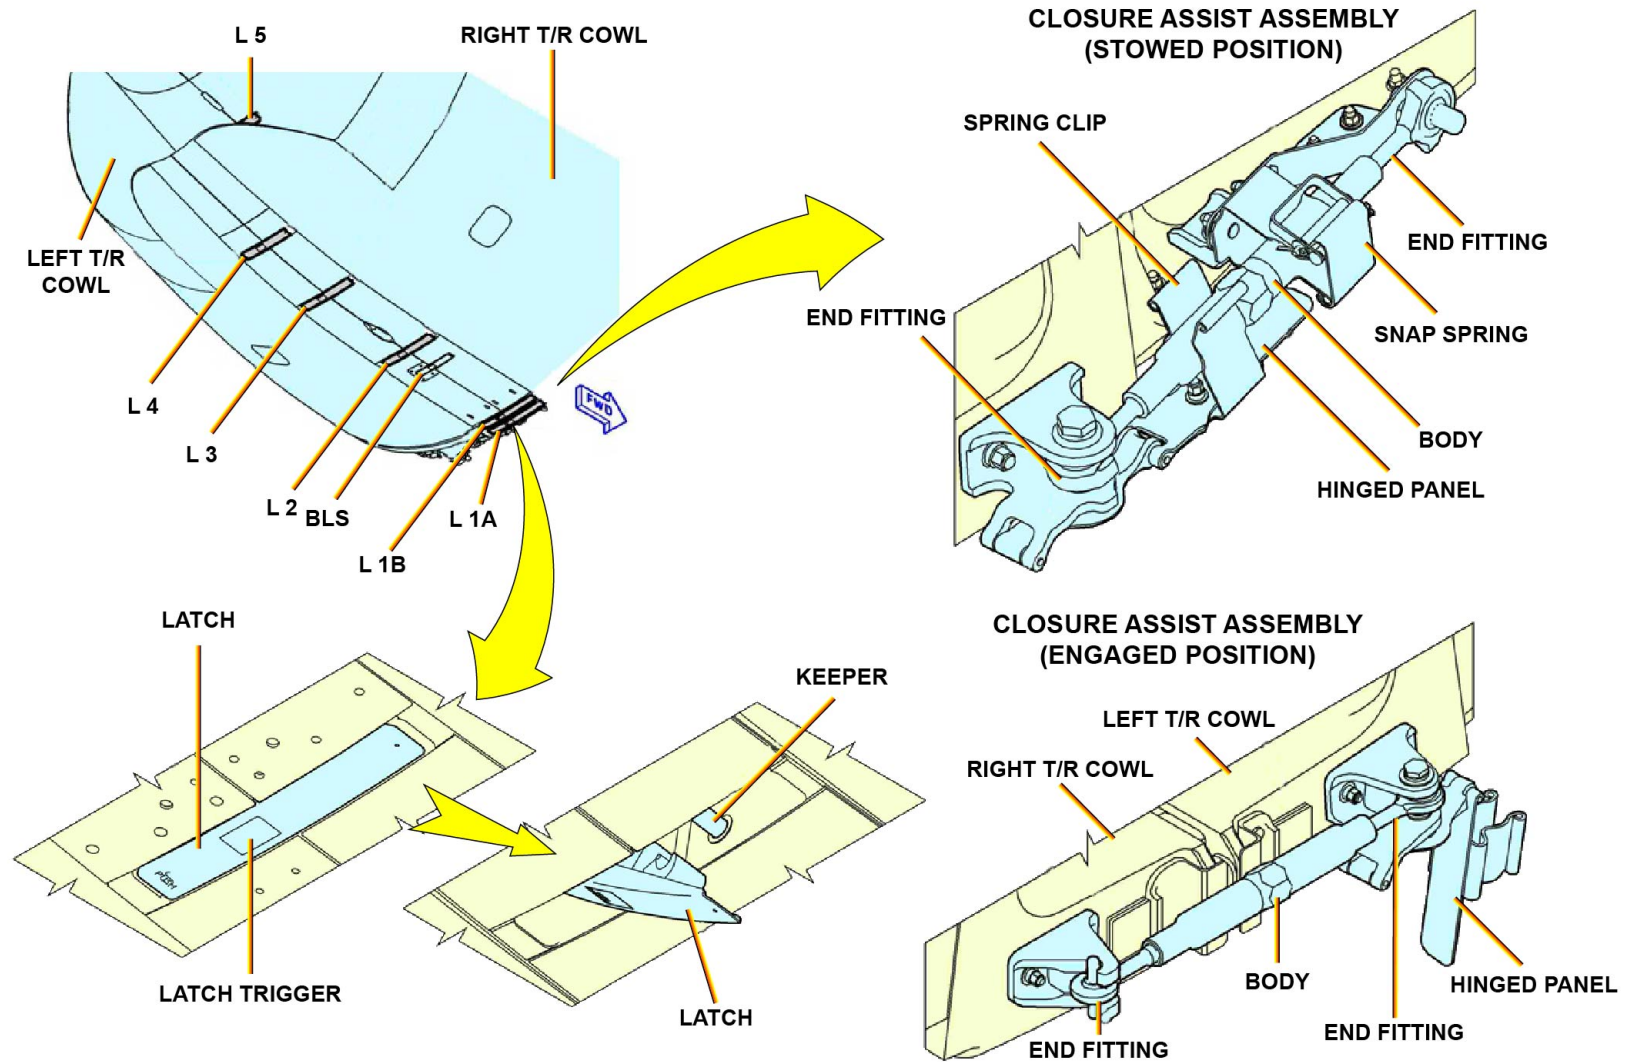 L 5
RIGHT T/R COWL
LEFT T/R
COWL
L 4
L 3
L 2
BLS
L 1A
L 1B
FWD
CLOSURE ASSIST ASSEMBLY
(STOWED POSITION)
SPRING CLIP
END FITTING
END FITTING
SNAP SPRING
BODY
HINGED PANEL
LATCH
PUSH
LATCH TRIGGER
KEEPER
LATCH
CLOSURE ASSIST ASSEMBLY
(ENGAGED POSITION)
LEFT T/R COWL
RIGHT T/R COWL
BODY
HINGED PANEL
END FITTING
END FITTING